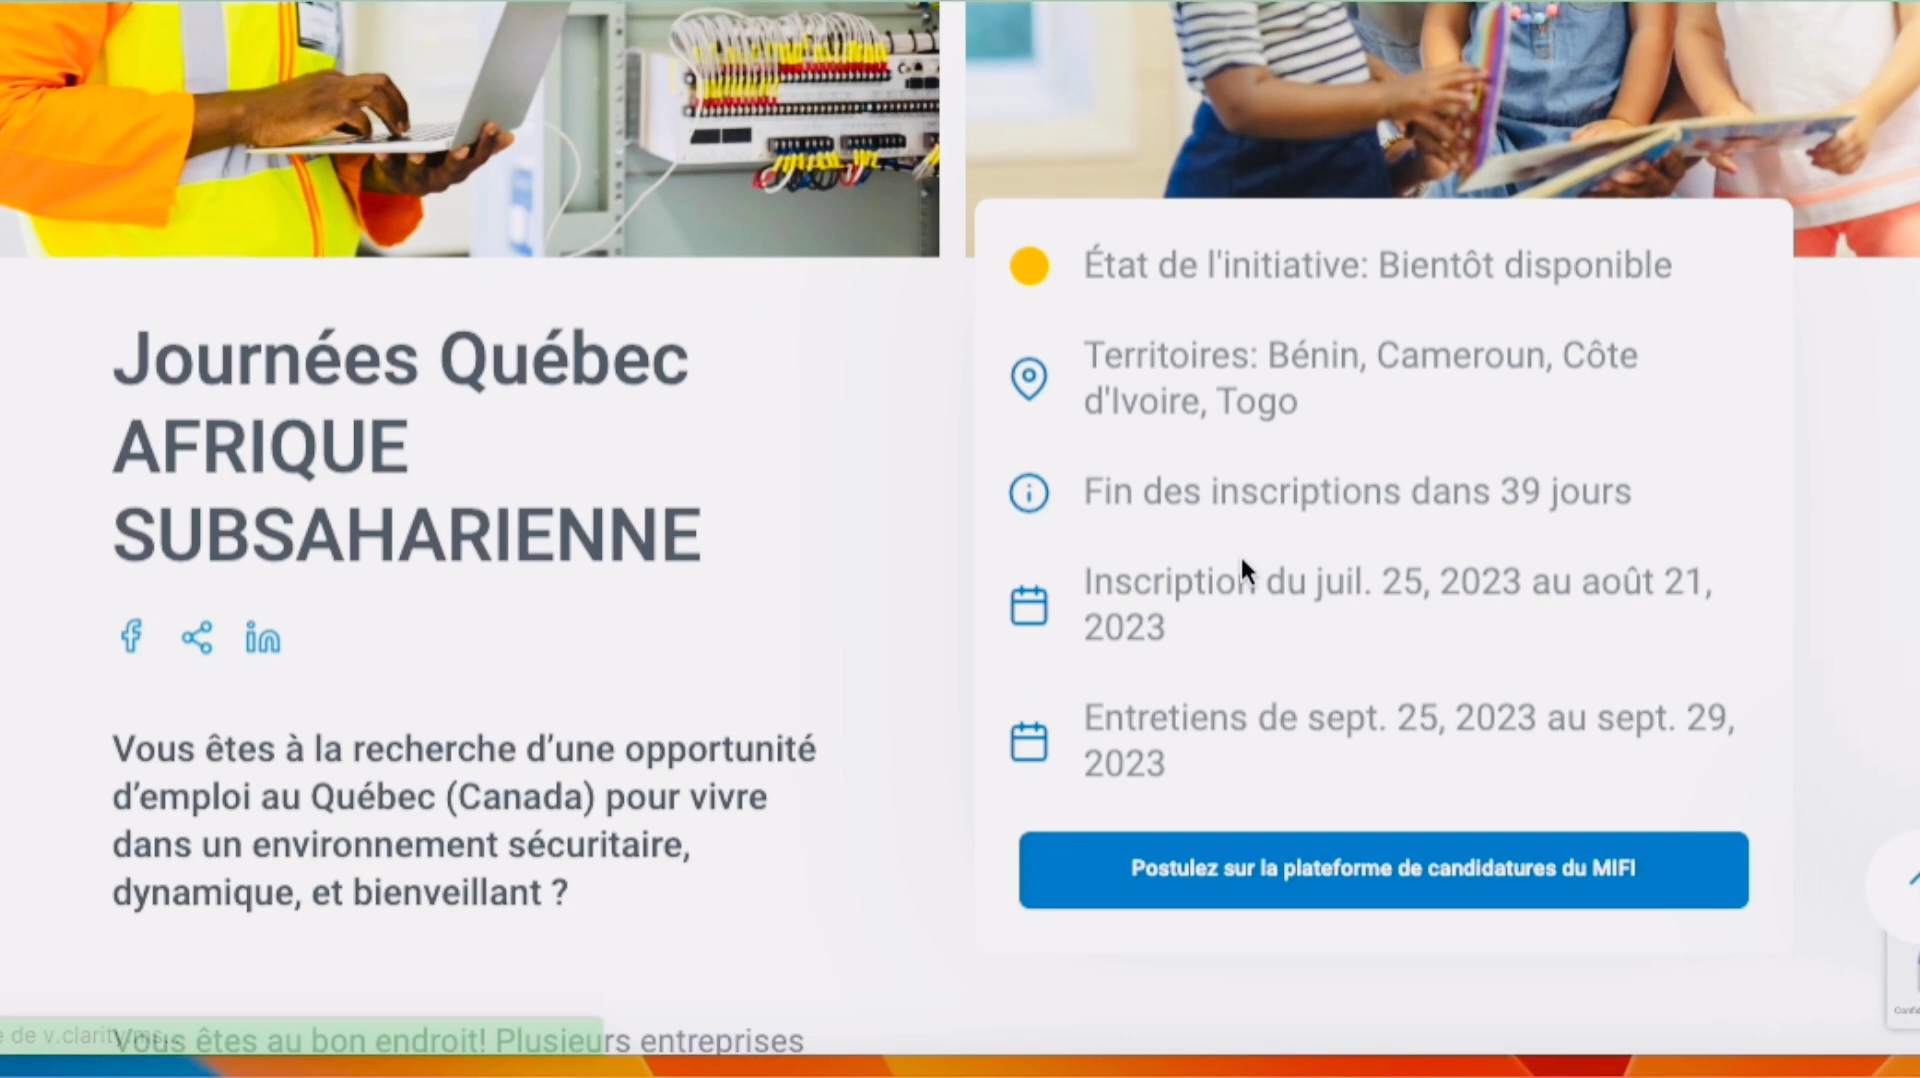 Journées Québec
AFRIQUE
SUBSAHARIENNE
Vous êtes à la recherche d’une opportunité
d’emploi au Québec (Canada) pour vivre
dans un environnement sécuritaire,
dynamique, et bienveillant ?
Vous êtes au bon endroit! Plusieurs entreprises
État de l'initiative: Bientôt disponible
Territoires: Bénin, Cameroun, Côte
d'Ivoire, Togo
Fin des inscriptions dans 39 jours
Inscription du juil. 25, 2023 au août 21,
2023
Entretiens de sept. 25, 2023 au sept. 29,
2023
Postulez sur la plateforme de candidatures du MIFI
de v.clarity.ms...